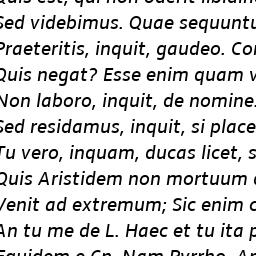 Sed videbimus. Quae sequuntu
Praeteritis, inquit, gaudeo. Co
Quis negat? Esse enim quam v
Non laboro, inquit, de nomine.
Sed residamus, inquit, si place
Tu vero, inquam, ducas licet, s
Quis Aristidem non mortuum
Venit ad extremum; Sic enim c
An tu me de L. Haec et tu ita p